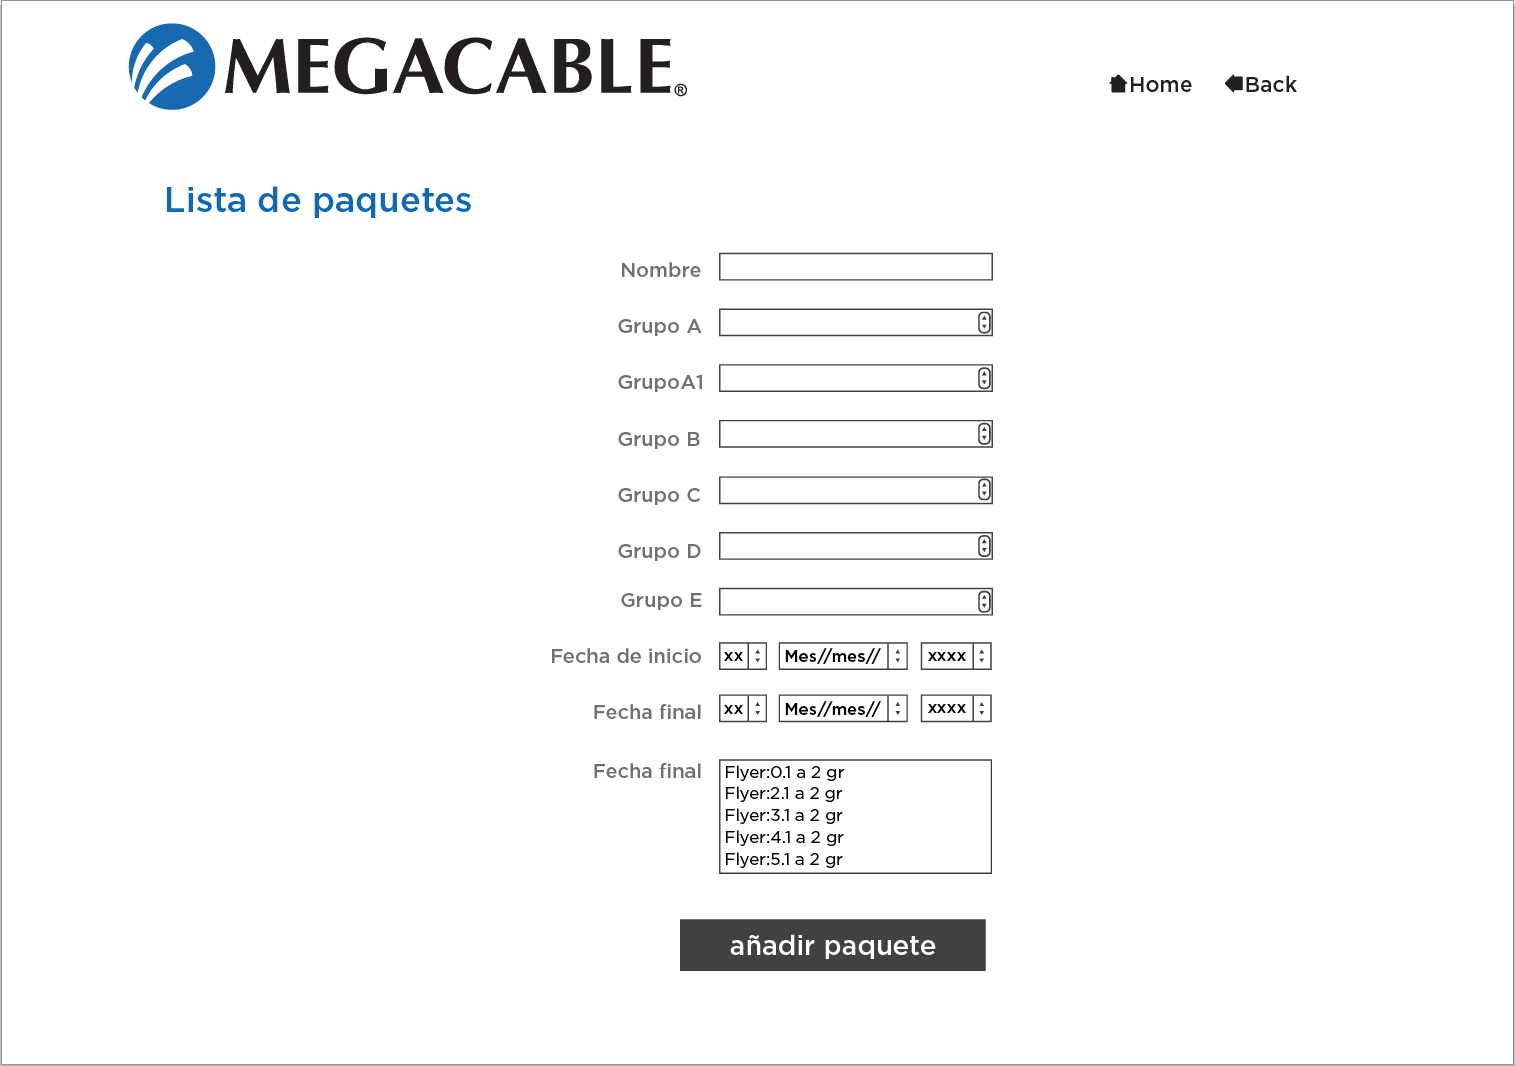 MEGACABLE®
Home Back
Lista de paquetes
Nombre
Grupo A
GrupoA1
Grupo B
Grupo C
Grupo D
Grupo E
Fecha de inicio xx Mes//mes// xxxx
Fecha final xx Mes//mes// xxxx
Fecha final Flyer:0.1 a 2 gr
Flyer:2.1 a 2 gr
Flyer:3.1 a 2 gr
Flyer:4.1 a 2 gr
Flyer:5.1 a 2 gr
añadir paquete